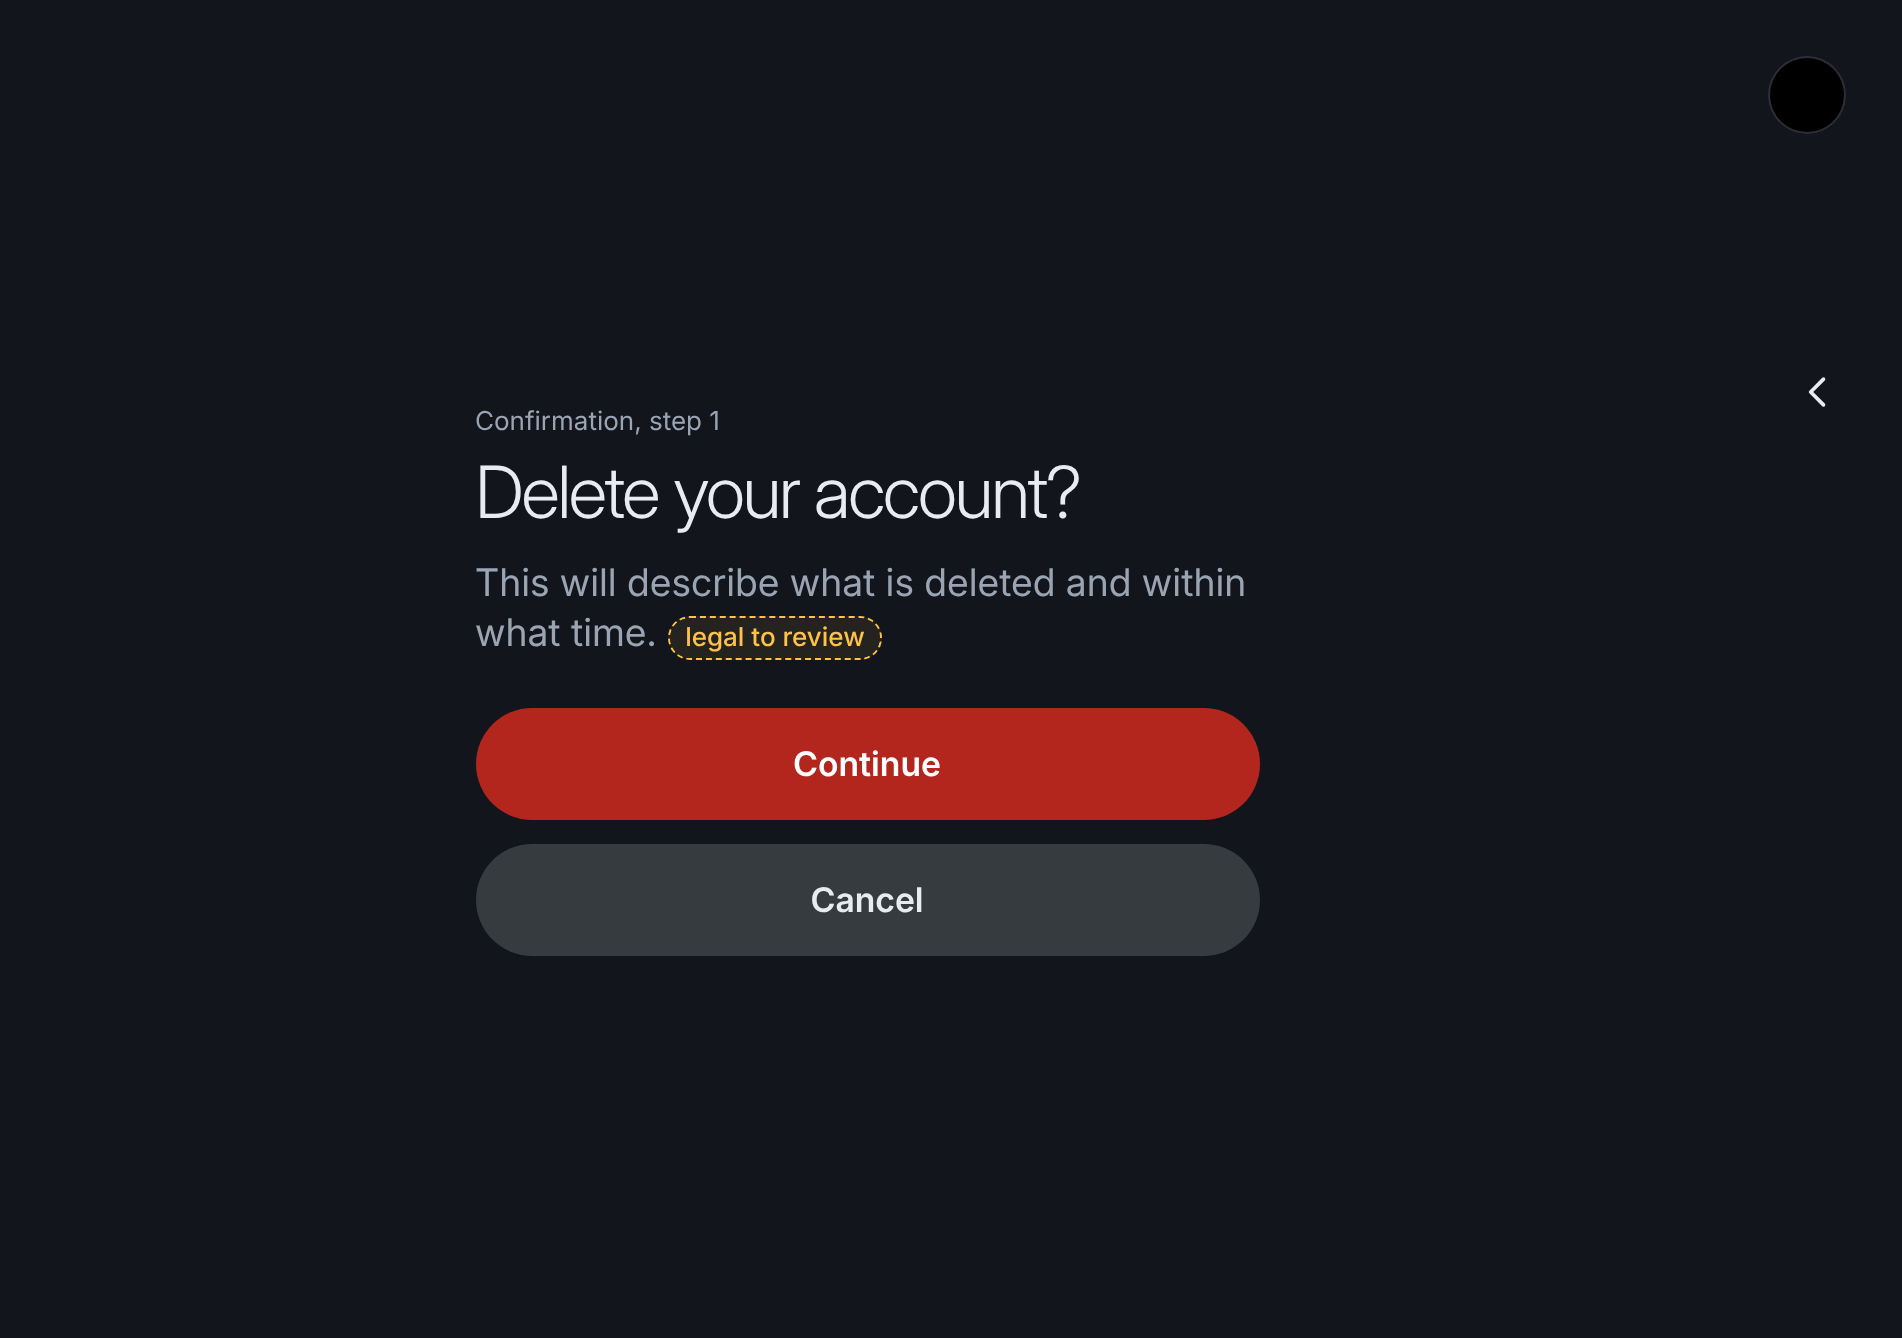 Confirmation, step 1
Delete your account?
This will describe what is deleted and within
what time. legal to review
Continue
Cancel